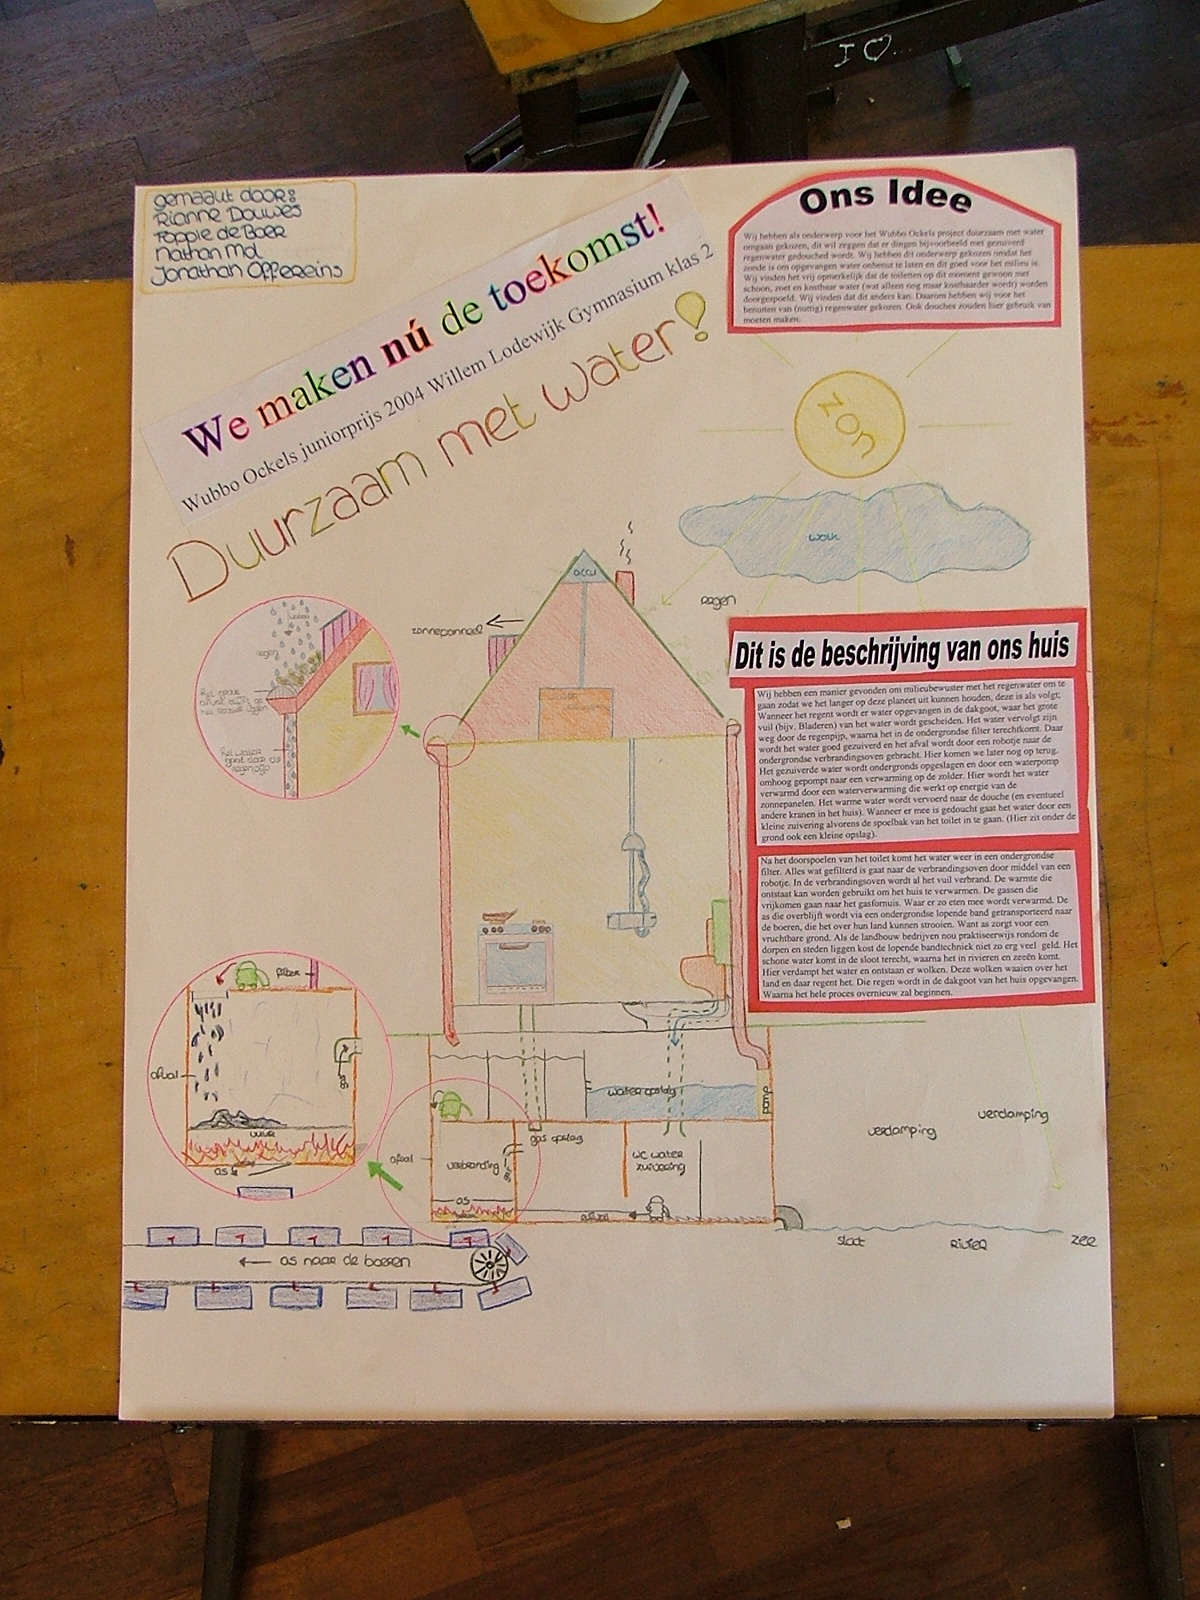 I ♡...
gemaakt door:
Rianne Douwes
Poppie de Boer
Nathan Mol
Jonathan Offereins
We maken nú de toekomst!
Wubbo Ockels juniorprijs 2004 Willem Lodewijk Gymnasium klas 2
Duurzaam met water!
Ons Idee
Wij hebben als onderwerp voor het Wubbo Ockels project duurzaam met water
omgaan gekozen, dit wil zeggen dat er dingen bijvoorbeeld met gezuiverd
regenwater gedouched wordt. Wij hebben dit onderwerp gekozen omdat het
zonde is om opgevangen water onbenut te laten en dit goed voor het milieu is.
Wij vinden het vrij opmerkelijk dat de toiletten op dit moment gewoon met
schoon, zoet en kostbaar water (wat alleen nog maar kostbaarder wordt) worden
doorgespoeld. Wij vinden dat dit anders kan. Daarom hebben wij voor het
benutten van (nuttig) regenwater gekozen. Ook douches zouden hier gebruik van
moeten maken.
zon
wolk
regen
accu
zonnepanneel
water
regen
het water
gaat door de
regenpijp
Dit is de beschrijving van ons huis
Wij hebben een manier gevonden om milieubewuster met het regenwater om te
gaan zodat we het langer op deze planeet uit kunnen houden, deze is als volgt;
Wanneer het regent wordt er water opgevangen in de dakgoot, waar het grote
vuil (bijv. Bladeren) van het water wordt gescheiden. Het water vervolgt zijn
weg door de regenpijp, waarna het in de grootste filter terechtkomt. Daar
wordt het water goed gezuiverd en het afval wordt door een robotje naar de
ondergrondse verbrandingsoven gebracht. Hier komen we later nog op terug.
Het gezuiverde water wordt ondergronds opgeslagen en door een waterpomp
omhoog gepompt naar een verwarming op de zolder. Hier wordt het water
verwarmd door een waterverwarming die werkt op energie van de
zonnepanelen. Het warme water wordt vervoerd naar de douche (en eventueel
andere kranen in het huis). Wanneer er mee is gedoucht gaat het water door een
kleine zuivering alvorens de spoelbak van het toilet in te gaan. (Hier zit onder de
grond ook een kleine opslag).
Na het doorspoelen van het toilet komt het water weer in een ondergrondse
filter. Alles wat gefilterd is gaat naar de verbrandingsoven door middel van een
robotje. In de verbrandingsoven wordt al het vuil verbrand. De warmte die
ontstaat kan worden gebruikt om het huis te verwarmen. De gassen die
vrijkomen gaan naar het gasfornuis. Waar er zo eten mee wordt verwarmd. De
as die overblijft wordt via een ondergrondse lopende band getransporteerd naar
de boeren, die het over hun land kunnen strooien. Want as zorgt voor een
vruchtbare grond. Als de landbouw bedrijven nou praktiseerwijs rondom de
dorpen en steden liggen kost de lopende bandtechniek niet zo erg veel geld. Het
schone water komt in de sloot terecht, waarna het in rivieren en zeeën komt.
Hier verdampt het water en ontstaan er wolken. Deze wolken waaien over het
land en daar regent het. Die regen wordt in de dakgoot van het huis opgevangen.
Waarna het hele proces overnieuw zal beginnen.
filter
afval
gas
vuur
as
water opslag
pomp
gas opslag
afval
verbranding
as
wc water
zuivering
afval
verdamping
verdamping
sloot
Rivier
zee
as naar de boeren